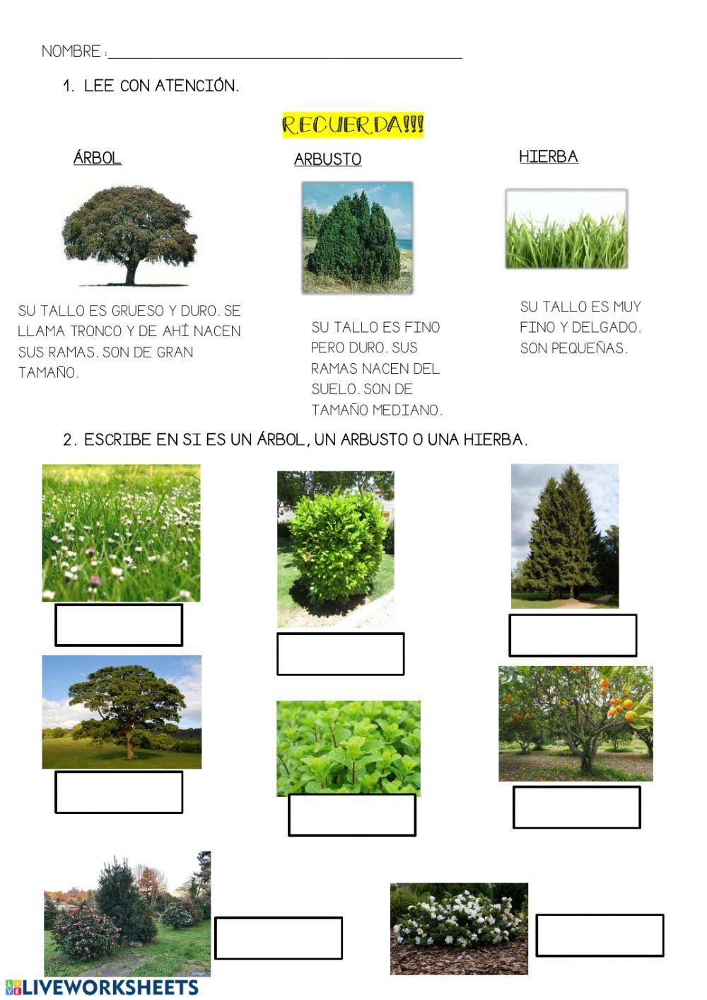 NOMBRE :
1. LEE CON ATENCIÓN.
RECUERDA!!!
ÁRBOL
ARBUSTO
HIERBA
SU TALLO ES GRUESO Y DURO. SE
LLAMA TRONCO Y DE AHÍ NACEN
SUS RAMAS. SON DE GRAN
TAMAÑO.
SU TALLO ES FINO
PERO DURO. SUS
RAMAS NACEN DEL
SUELO. SON DE
TAMAÑO MEDIANO.
SU TALLO ES MUY
FINO Y DELGADO.
SON PEQUEÑAS.
2. ESCRIBE EN SI ES UN ÁRBOL, UN ARBUSTO O UNA HIERBA.
LIVE LIVEWORKSHEETS